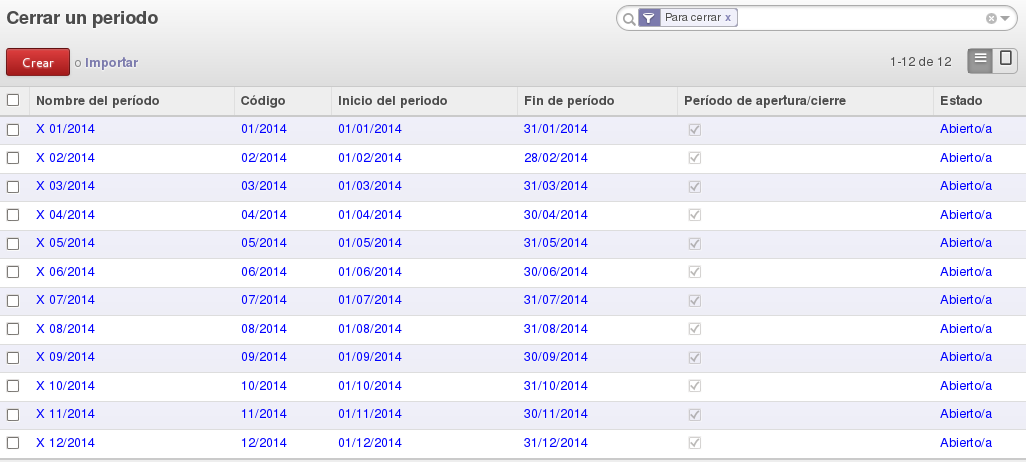 Cerrar un periodo
Para cerrar x
Crear o Importar
1-12 de 12
Nombre del período Código Inicio del periodo Fin de período Período de apertura/cierre Estado
X 01/2014 01/2014 01/01/2014 31/01/2014 Abierto/a
X 02/2014 02/2014 01/02/2014 28/02/2014 Abierto/a
X 03/2014 03/2014 01/03/2014 31/03/2014 Abierto/a
X 04/2014 04/2014 01/04/2014 30/04/2014 Abierto/a
X 05/2014 05/2014 01/05/2014 31/05/2014 Abierto/a
X 06/2014 06/2014 01/06/2014 30/06/2014 Abierto/a
X 07/2014 07/2014 01/07/2014 31/07/2014 Abierto/a
X 08/2014 08/2014 01/08/2014 31/08/2014 Abierto/a
X 09/2014 09/2014 01/09/2014 30/09/2014 Abierto/a
X 10/2014 10/2014 01/10/2014 31/10/2014 Abierto/a
X 11/2014 11/2014 01/11/2014 30/11/2014 Abierto/a
X 12/2014 12/2014 01/12/2014 31/12/2014 Abierto/a